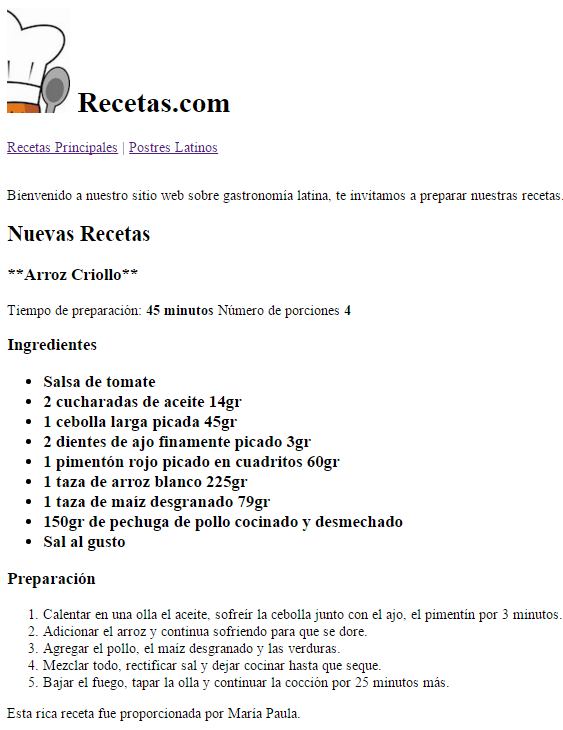 Recetas.com
Recetas Principales | Postres Latinos
Bienvenido a nuestro sitio web sobre gastronomía latina, te invitamos a preparar nuestras recetas.
Nuevas Recetas
**Arroz Criollo**
Tiempo de preparación: 45 minutos Número de porciones 4
Ingredientes
• Salsa de tomate
• 2 cucharadas de aceite 14gr
• 1 cebolla larga picada 45gr
• 2 dientes de ajo finamente picado 3gr
• 1 pimentón rojo picado en cuadritos 60gr
• 1 taza de arroz blanco 225gr
• 1 taza de maíz desgranado 79gr
• 150gr de pechuga de pollo cocinado y desmechado
• Sal al gusto
Preparación
1. Calentar en una olla el aceite, sofreír la cebolla junto con el ajo, el pimentín por 3 minutos.
2. Adicionar el arroz y continua sofriendo para que se dore.
3. Agregar el pollo, el maíz desgranado y las verduras.
4. Mezclar todo, rectificar sal y dejar cocinar hasta que seque.
5. Bajar el fuego, tapar la olla y continuar la cocción por 25 minutos más.
Esta rica receta fue proporcionada por María Paula.